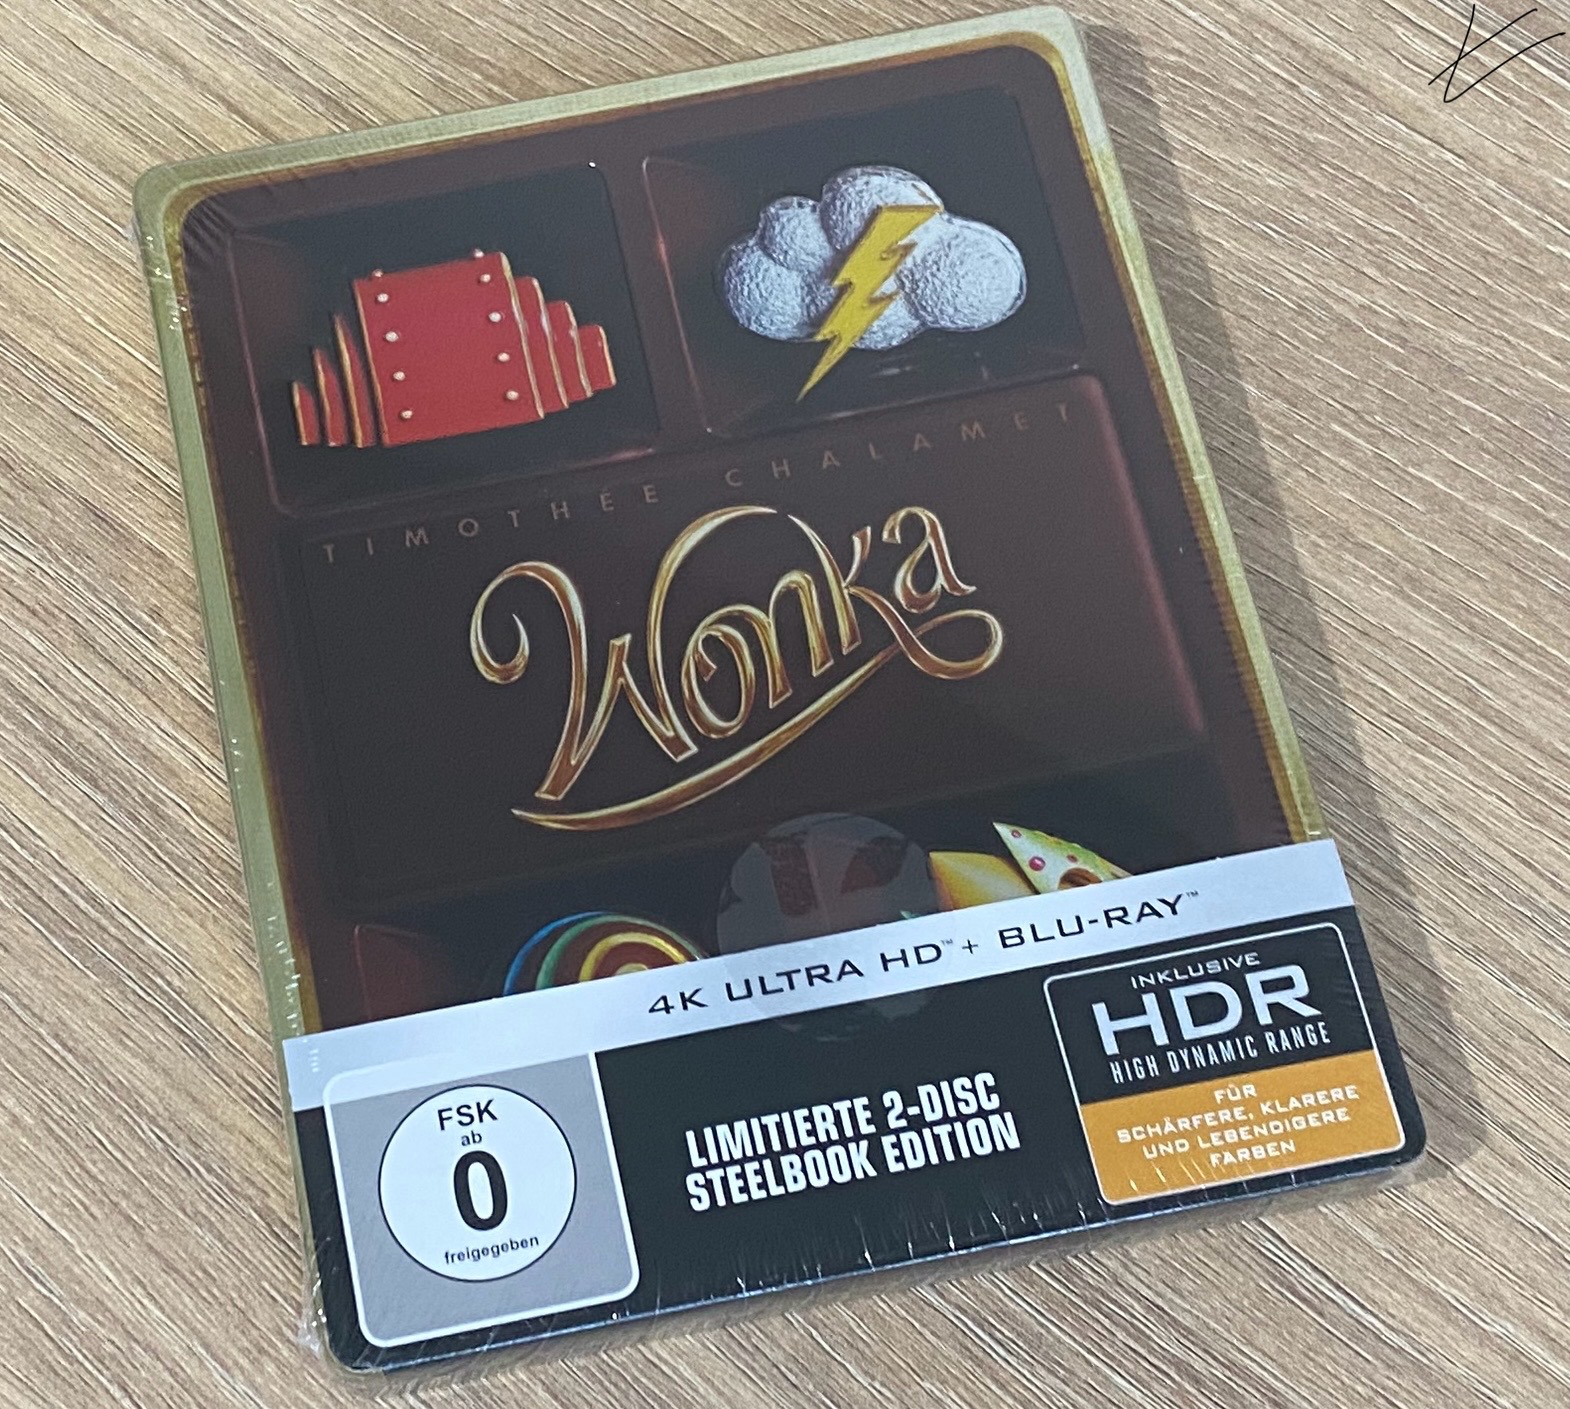 TIMOTHÉE CHALAMET
Wonka
4K ULTRA HD™ + BLU-RAY™
FSK
ab
0
freigegeben
LIMITIERTE 2-DISC
STEELBOOK EDITION
INKLUSIVE
HDR
HIGH DYNAMIC RANGE
FÜR
SCHÄRFERE, KLARERE
UND LEBENDIGERE
FARBEN